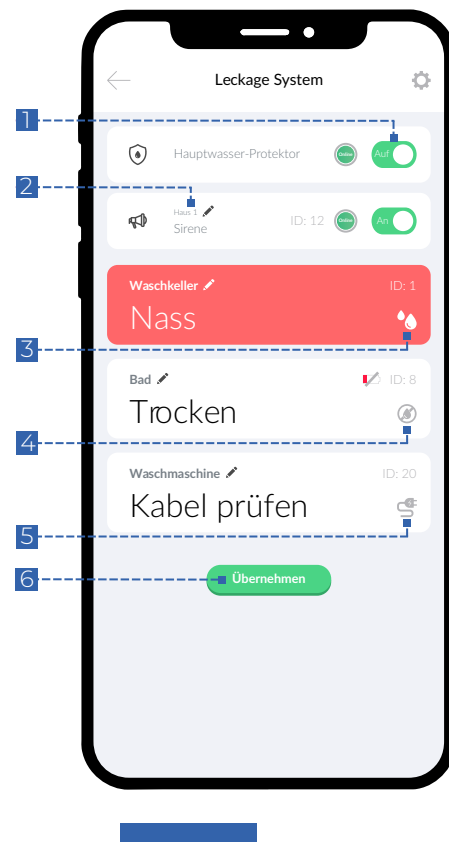 Leckage System
1
Hauptwasser-Protektor Online Auf
2
Haus 1
Sirene ID: 12 Online An
Waschkeller ID: 1
Nass
3
Bad ID: 8
Trocken
4
Waschmaschine ID: 20
Kabel prüfen
5
6 Übernehmen